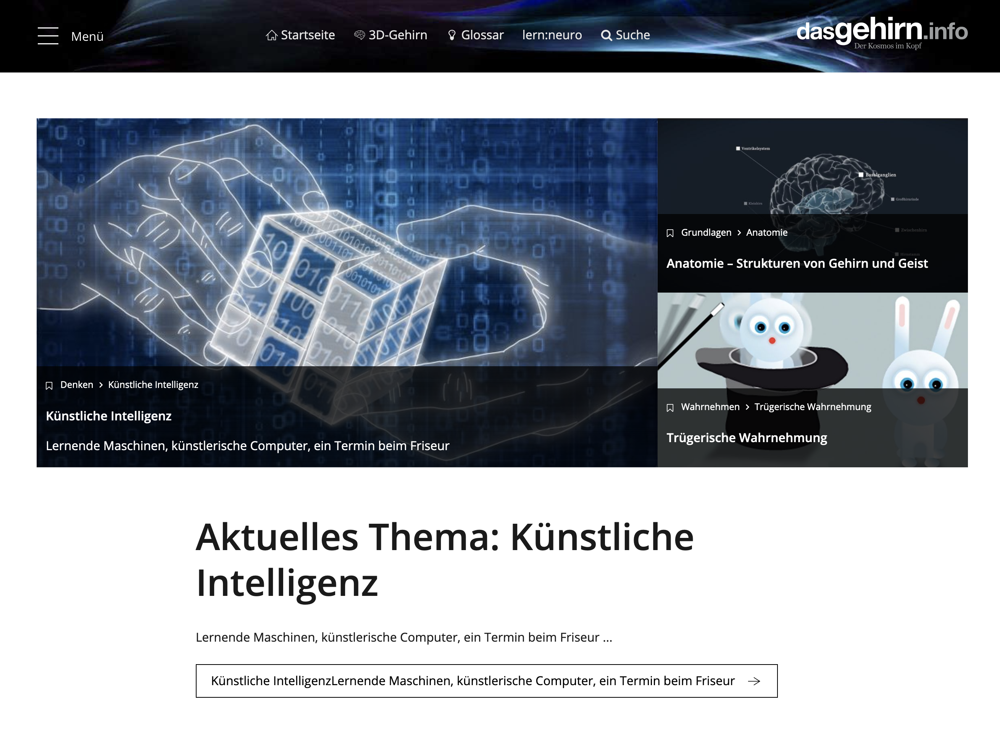 Menü
Startseite
3D-Gehirn
Glossar
lern:neuro
Suche
dasgehirn.info
Der Kosmos im Kopf
Denken > Künstliche Intelligenz
Künstliche Intelligenz
Lernende Maschinen, künstlerische Computer, ein Termin beim Friseur
Ventrikelsystem
Basalganglien
Großhirnrinde
Kleinhirn
Zwischenhirn
Hirnstamm
Grundlagen > Anatomie
Anatomie – Strukturen von Gehirn und Geist
Wahrnehmen > Trügerische Wahrnehmung
Trügerische Wahrnehmung
Aktuelles Thema: Künstliche
Intelligenz
Lernende Maschinen, künstlerische Computer, ein Termin beim Friseur ...
Künstliche IntelligenzLernende Maschinen, künstlerische Computer, ein Termin beim Friseur